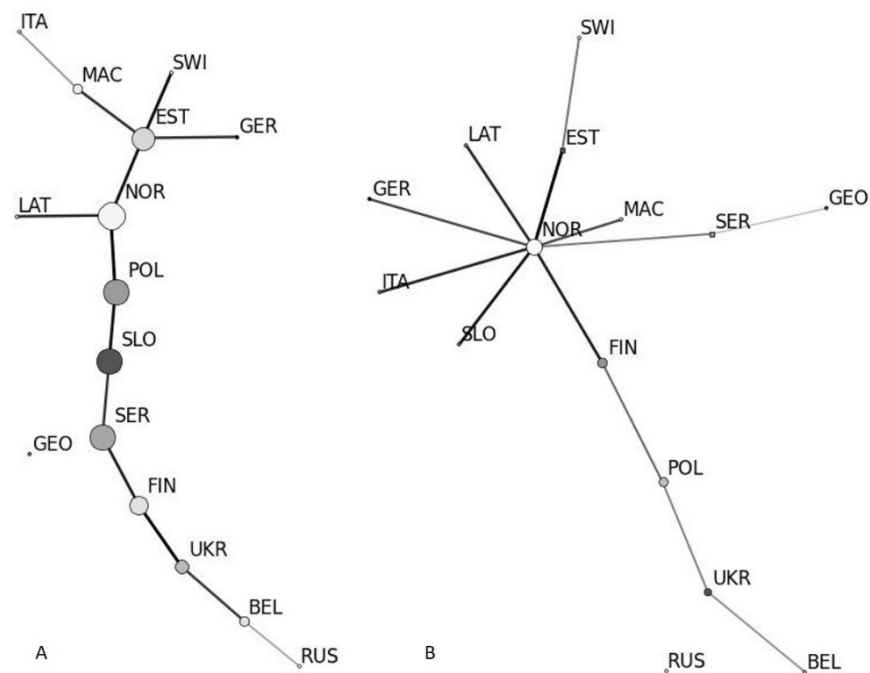 ITA
MAC
SWI
EST
GER
LAT
NOR
POL
SLO
SER
GEO
FIN
UKR
BEL
RUS
A
SWI
LAT
EST
GER
MAC
GEO
NOR
SER
ITA
SLO
FIN
POL
UKR
RUS
BEL
B